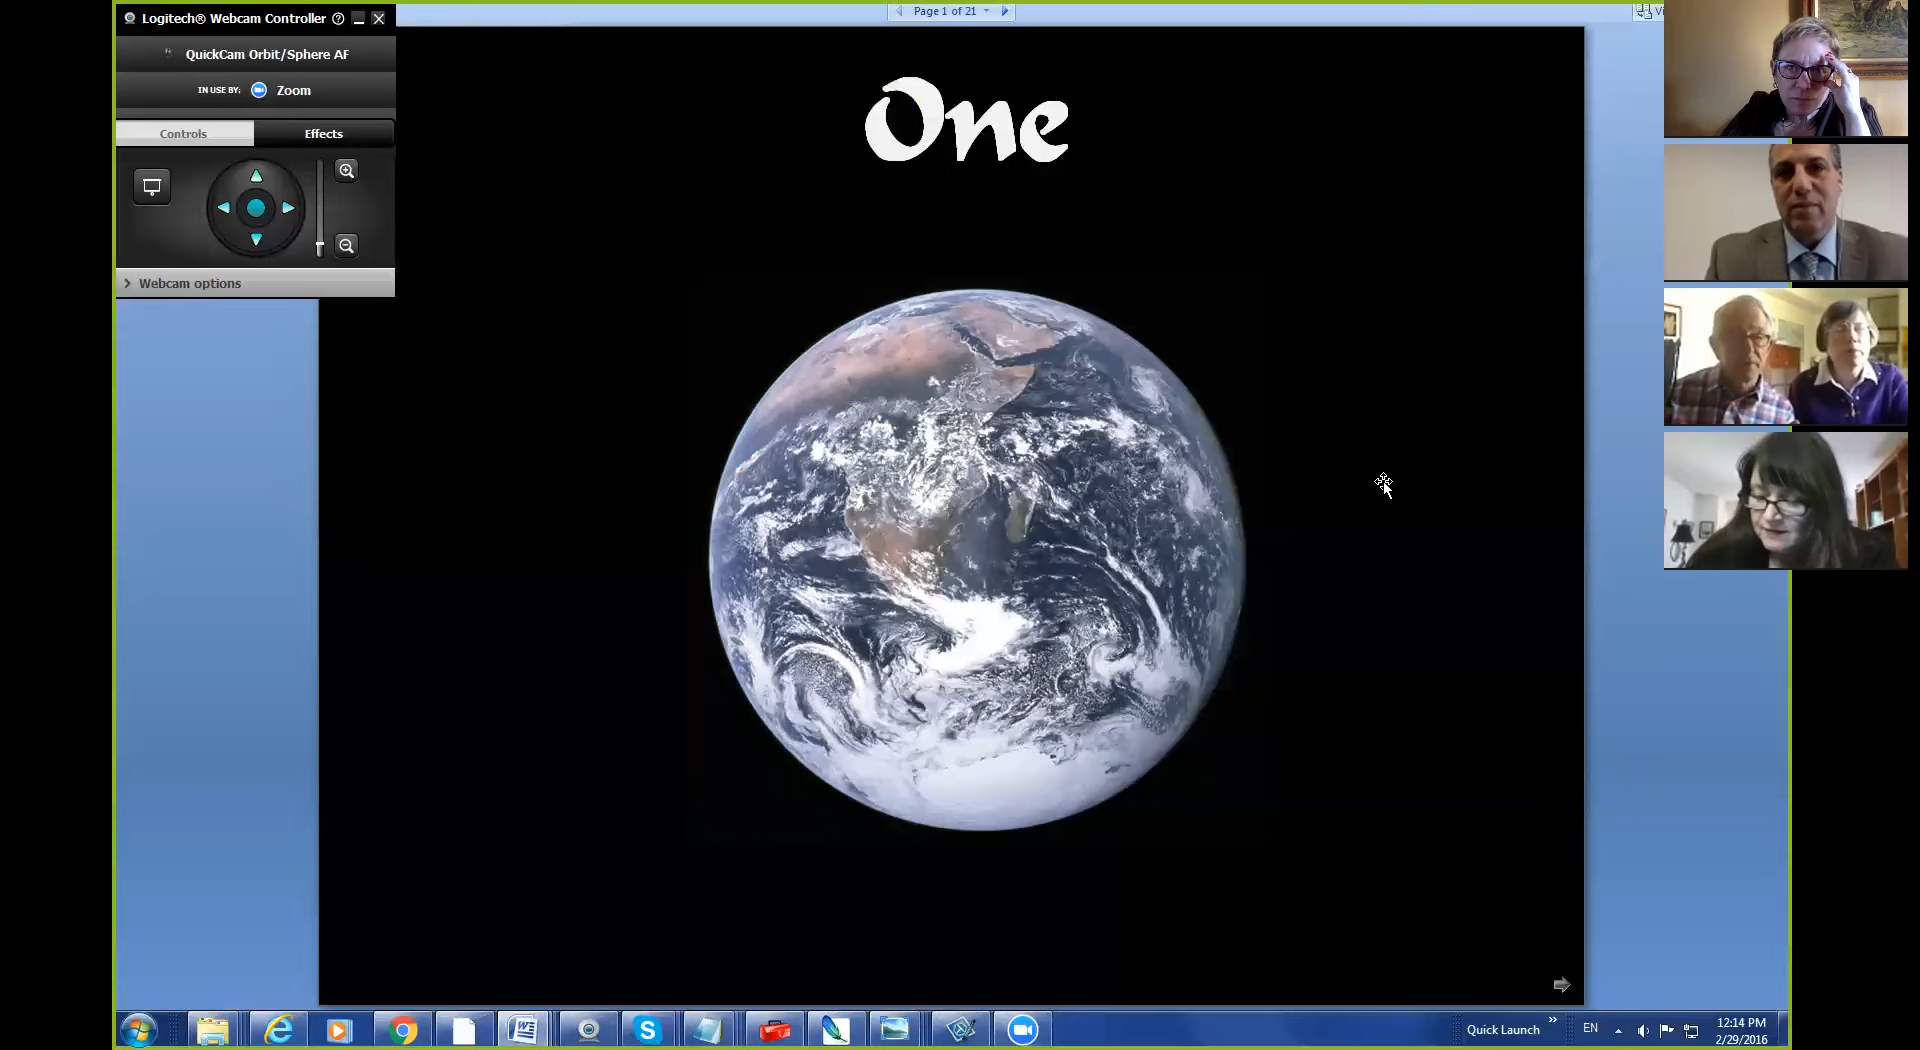 Logitech® Webcam Controller
QuickCam Orbit/Sphere AF
IN USE BY: Zoom
Controls Effects
Webcam options
Page 1 of 21
One
Quick Launch
EN
12:14 PM
2/29/2016